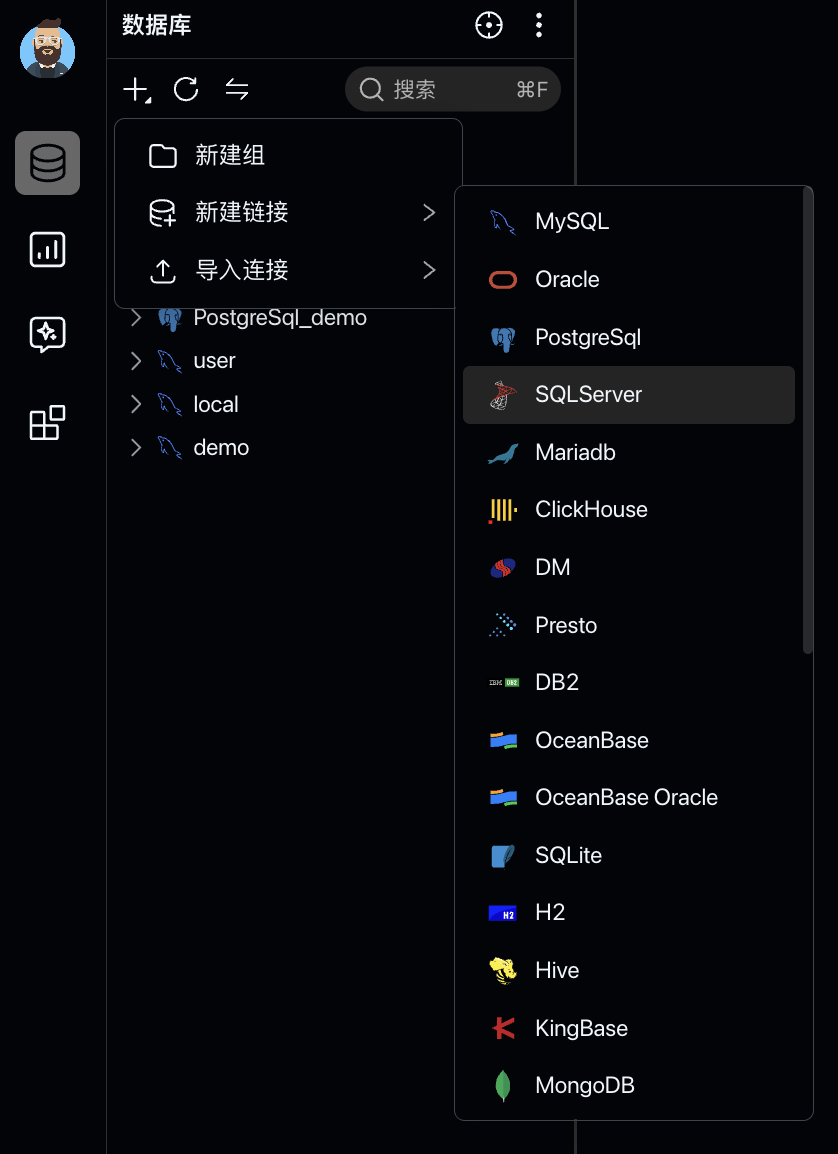 数据库
搜索 ⌘F
新建组
新建链接
导入连接
PostgreSql_demo
user
local
demo
MySQL
Oracle
PostgreSql
SQLServer
Mariadb
ClickHouse
DM
Presto
IBM DB2 DB2
OceanBase
OceanBase Oracle
SQLite
H2 H2
Hive
KingBase
MongoDB